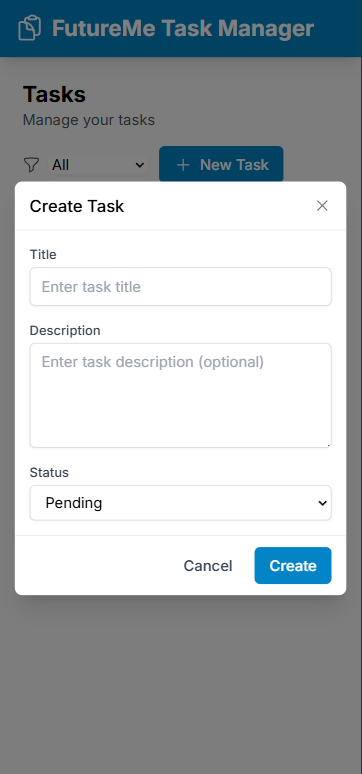 FutureMe Task Manager
Tasks
Manage your tasks
All
New Task
Create Task
Title
Enter task title
Description
Enter task description (optional)
Status
Pending
Cancel
Create